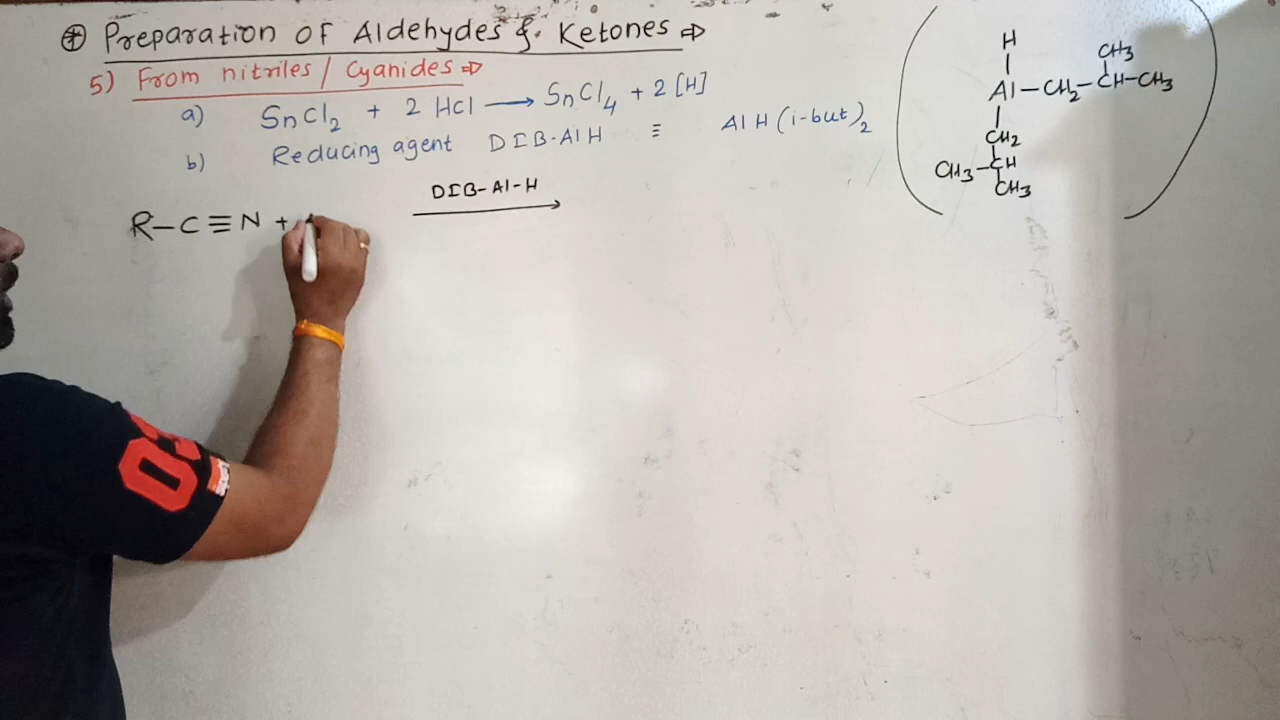 ⊕ Preparation of Aldehydes & Ketones ⇒
5) From nitriles / Cyanides ⇒
a) SnCl₂ + 2 HCl ⟶ SnCl₄ + 2 [H]
b) Reducing agent DIB-AlH ≡ AlH(i-but)₂
H
Al—CH₂—CH—CH₃
CH₃
CH₂
CH₃—CH
CH₃
DIB-Al-H
R—C≡N +
⟶
03